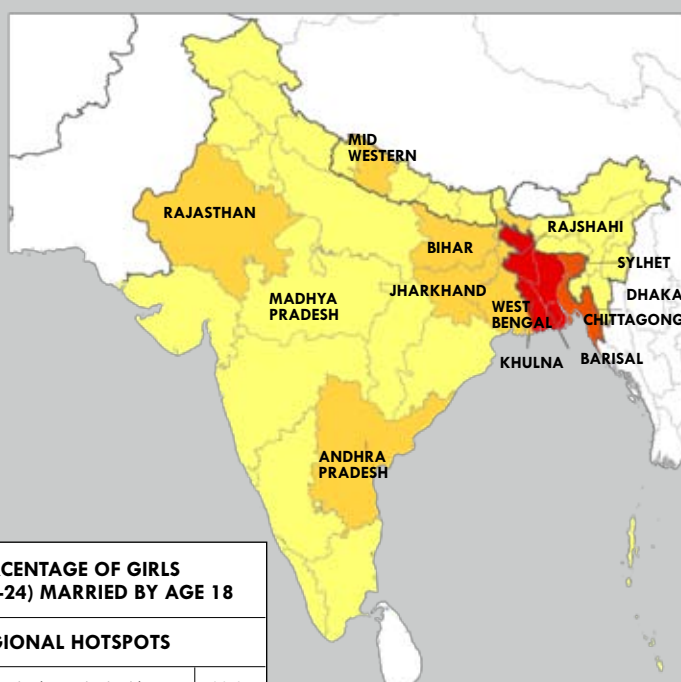 MID
WESTERN
RAJASTHAN
RAJSHAHI
BIHAR
SYLHET
JHARKHAND
DHAKA
MADHYA
PRADESH
WEST
BENGAL
CHITTAGONG
KHULNA
BARISAL
ANDHRA
PRADESH
CENTAGE OF GIRLS
-24) MARRIED BY AGE 18
GIONAL HOTSPOTS